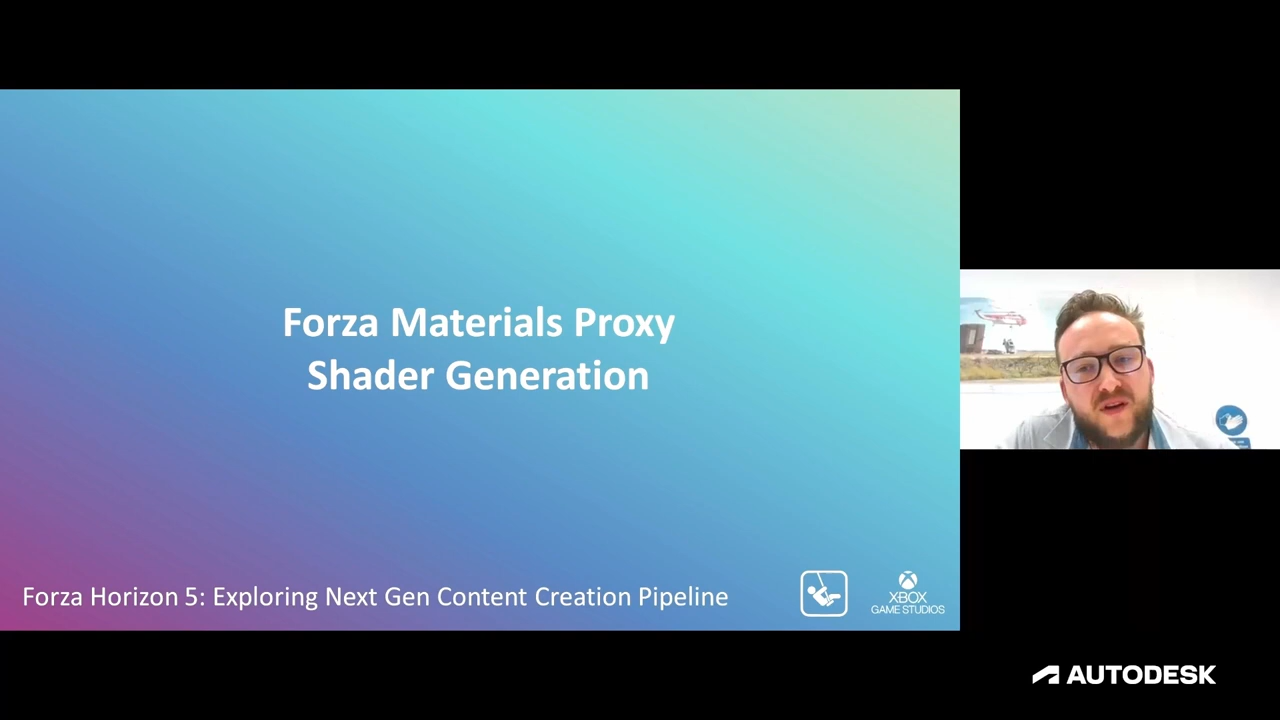 Forza Materials Proxy
Shader Generation
Forza Horizon 5: Exploring Next Gen Content Creation Pipeline
XBOX
GAME STUDIOS
AUTODESK